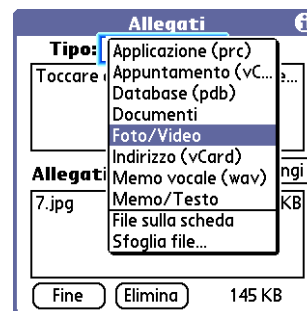 Allegati
Tipo:
Applicazione (prc)
Toccare
Appuntamento (vC...
Database (pdb)
Documenti
Foto/Video
Indirizzo (vCard)
Allegati
Memo vocale (wav)
7.jpg
Memo/Testo
KB
File sulla scheda
Sfoglia file...
Fine
Elimina
145 KB